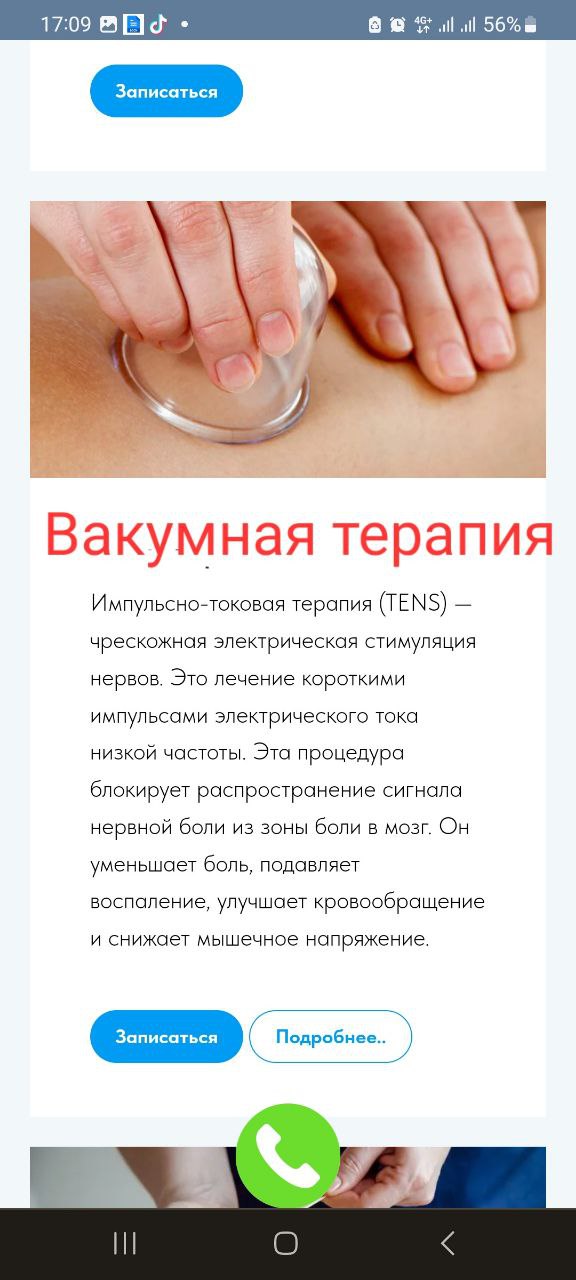 17:09 4G+ 56%
Записаться
Вакумная терапия
Импульсно-токовая терапия (TENS) —
чрескожная электрическая стимуляция
нервов. Это лечение короткими
импульсами электрического тока
низкой частоты. Эта процедура
блокирует распространение сигнала
нервной боли из зоны боли в мозг. Он
уменьшает боль, подавляет
воспаление, улучшает кровообращение
и снижает мышечное напряжение.
Записаться Подробнее..